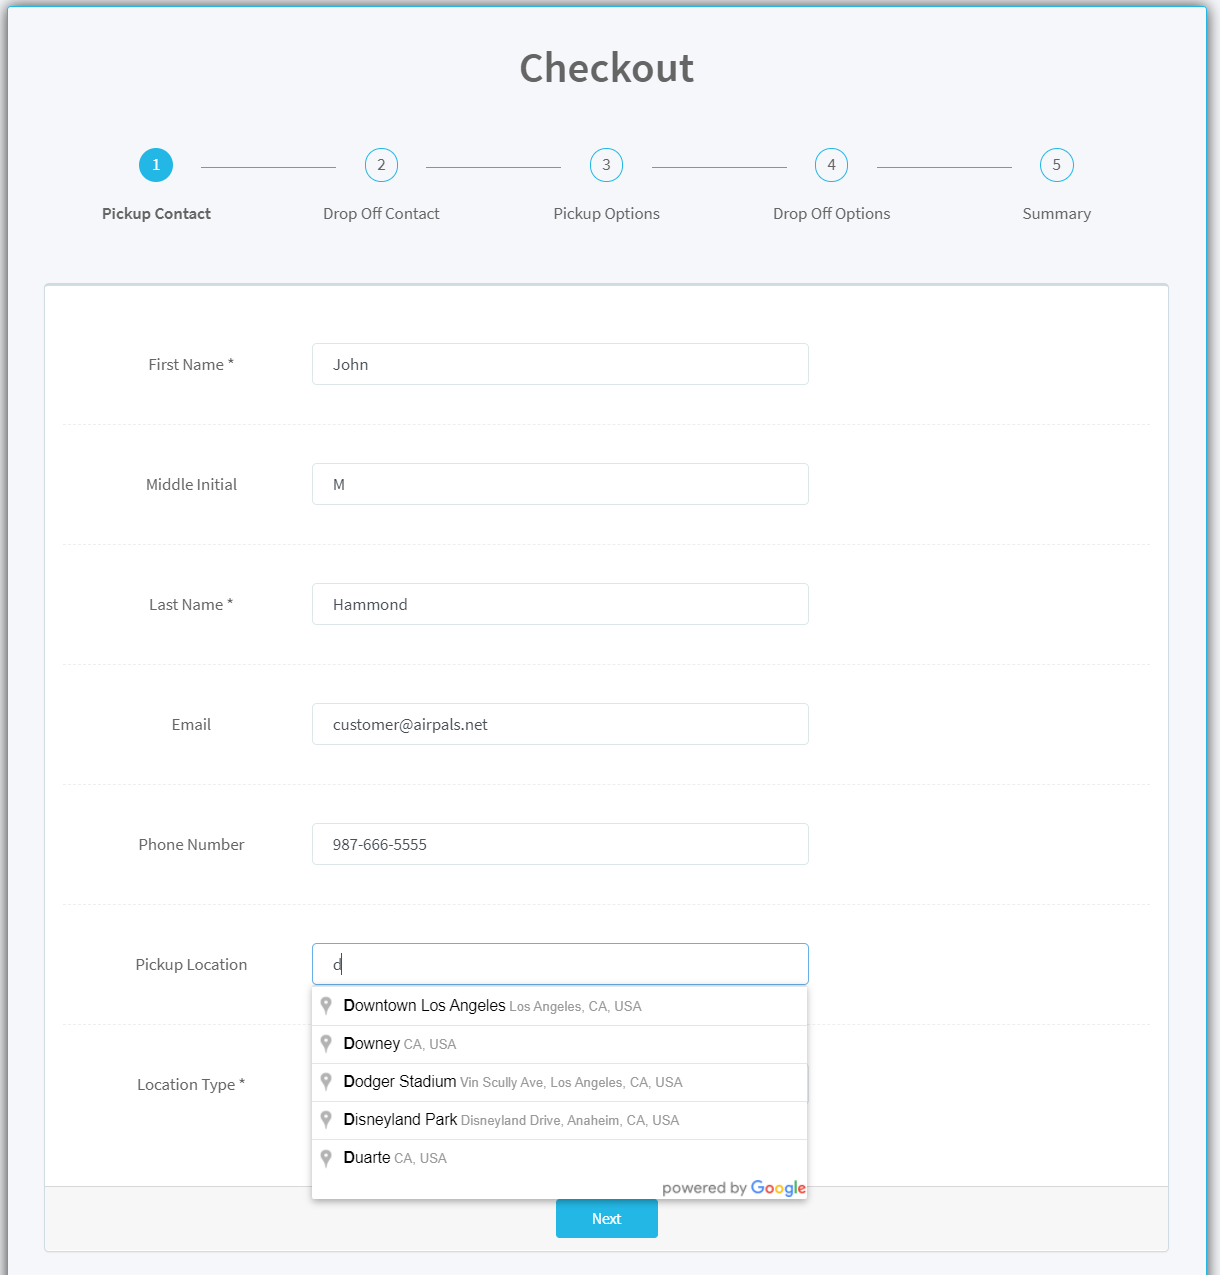 Checkout
1 2 3 4 5
Pickup Contact Drop Off Contact Pickup Options Drop Off Options Summary
First Name * John
Middle Initial M
Last Name * Hammond
Email customer@airpals.net
Phone Number 987-666-5555
Pickup Location d
Downtown Los Angeles Los Angeles, CA, USA
Downey CA, USA
Dodger Stadium Vin Scully Ave, Los Angeles, CA, USA
Location Type *
Disneyland Park Disneyland Drive, Anaheim, CA, USA
Duarte CA, USA
powered by Google
Next